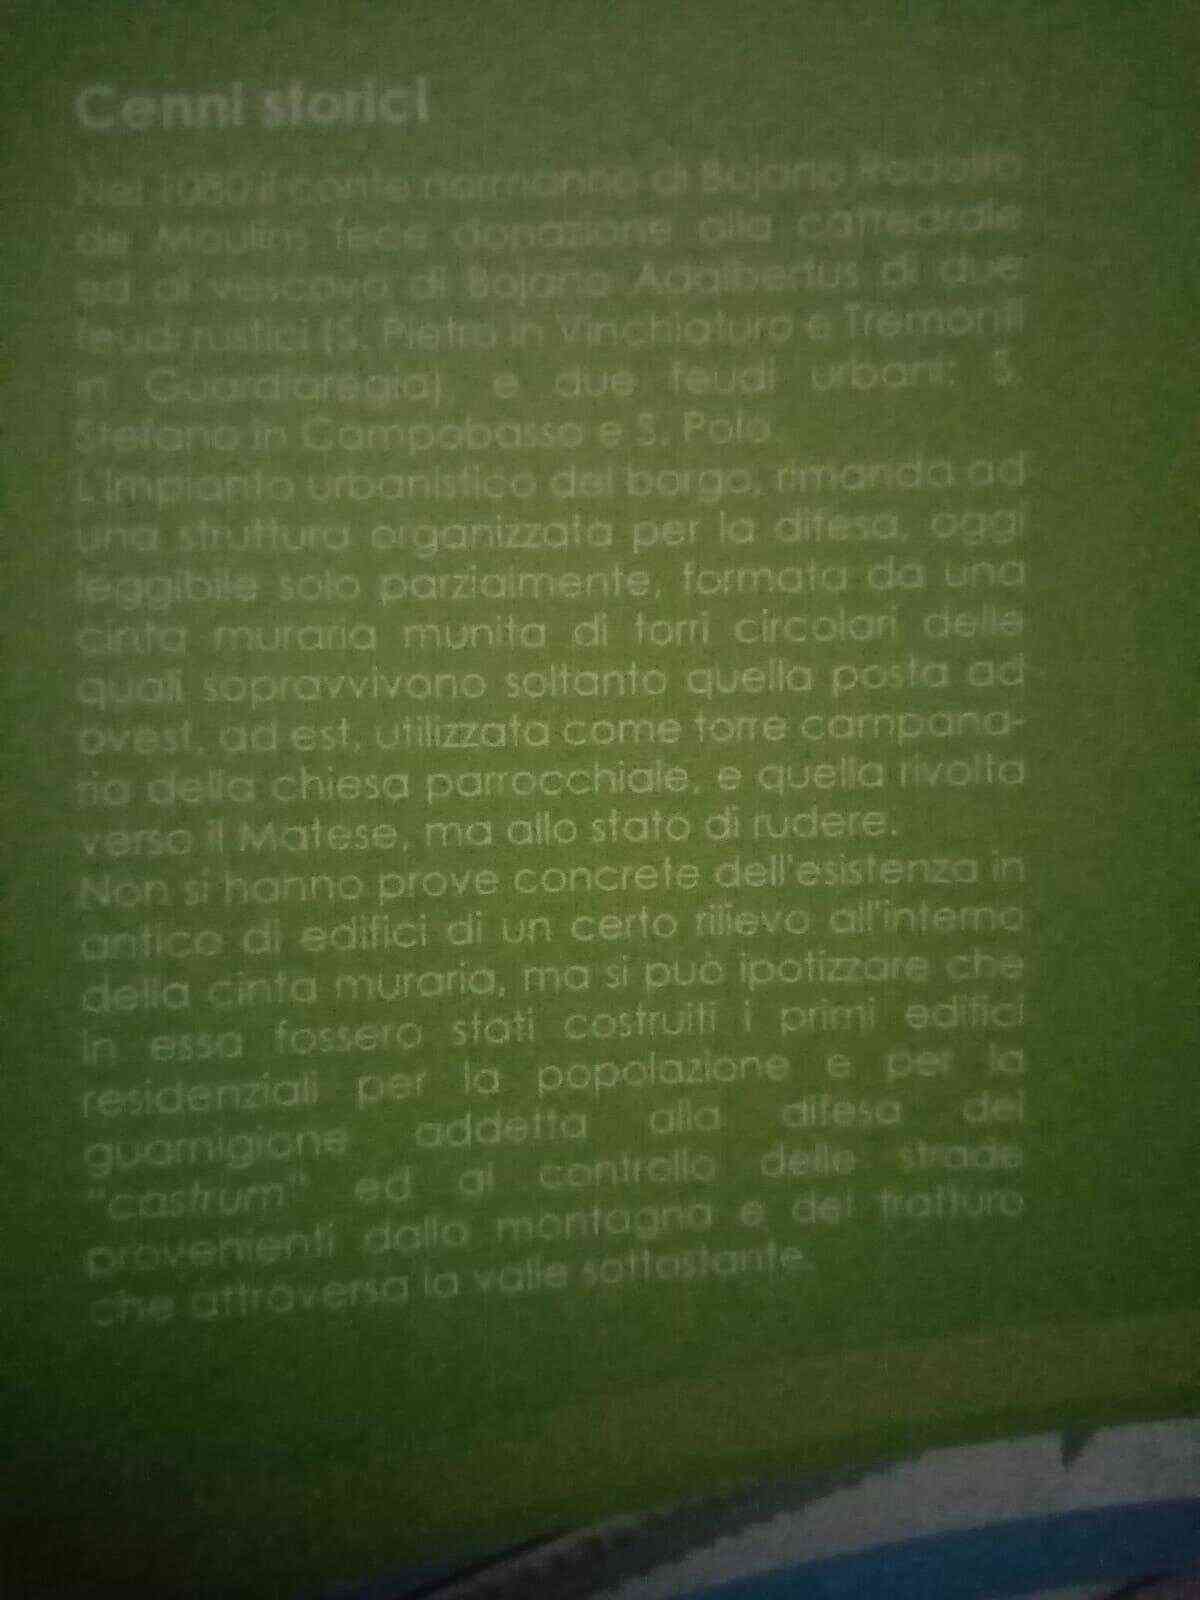 Cenni storici
Nel 1080 il conte normanno di Bojano Rodolfo
de Moulins fece donazione alla cattedrale
ed al vescovo di Bojano Adalbertus di due
feudi rustici (S. Pietro in Vinchiaturo e Tremonti
in Guardiaregia) e due feudi urbani: S.
Stefano in Campobasso e S. Polo.
L'impianto urbanistico del borgo, rimanda ad
una struttura organizzata per la difesa, oggi
leggibile solo parzialmente, formata da una
cinta muraria munita di torri circolari delle
quali sopravvivono soltanto quella posta ad
ovest, ad est, utilizzata come torre campana-
ria della chiesa parrocchiale, e quella rivolta
verso il Matese, ma allo stato di rudere.
Non si hanno prove concrete dell'esistenza in
antico di edifici di un certo rilievo all'interno
della cinta muraria, ma si può ipotizzare che
in essa fossero stati costruiti i primi edifici
residenziali per la popolazione e per la
guarnigione addetta alla difesa del
"castrum" ed al controllo delle strade
provenienti dalla montagna e del tratturo
che attraversa la valle sottostante.